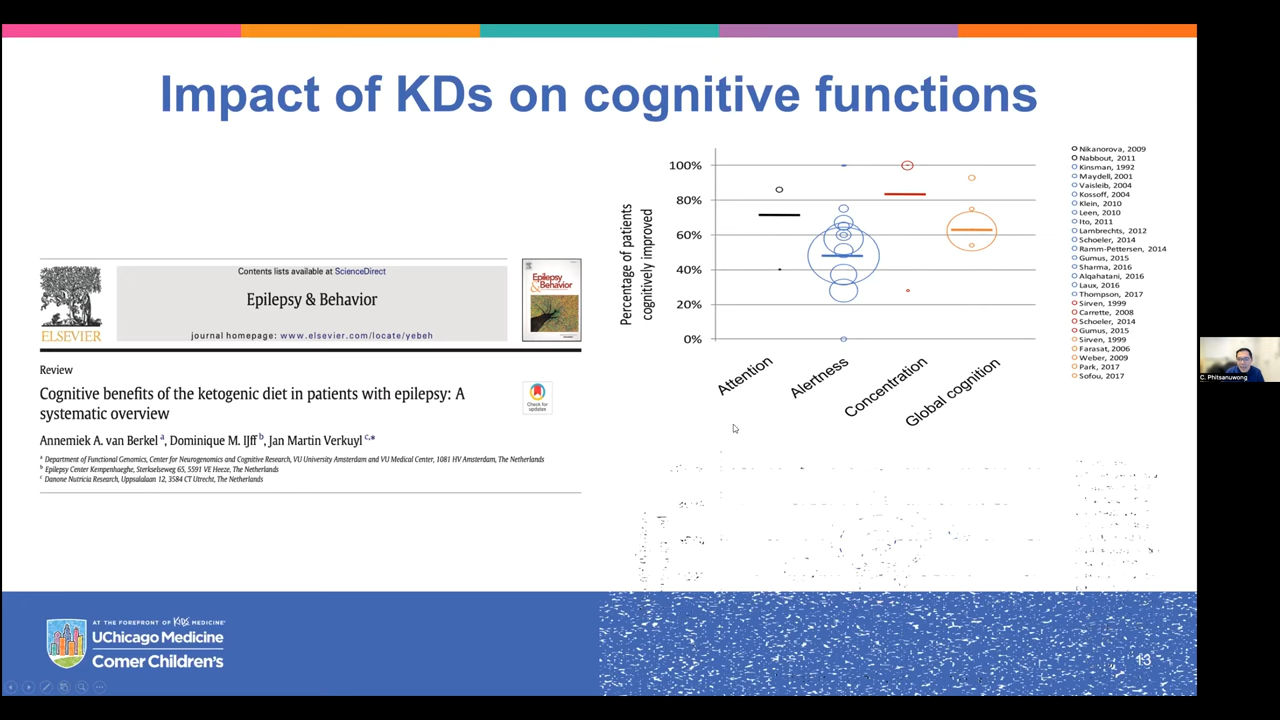 Impact of KDs on cognitive functions
Contents lists available at ScienceDirect
Epilepsy & Behavior
journal homepage: www.elsevier.com/locate/yebeh
ELSEVIER
Epilepsy
& Behavior
Review
Cognitive benefits of the ketogenic diet in patients with epilepsy: A
systematic overview
Check for
updates
Annemiek A. van Berkel a, Dominique M. IJff b, Jan Martin Verkuyl c,*
a Department of Functional Genomics, Center for Neurogenomics and Cognitive Research, VU University Amsterdam and VU Medical Center, 1081 HV Amsterdam, The Netherlands
b Epilepsy Center Kempenhaeghe, Sterkselseweg 65, 5591 VE Heeze, The Netherlands
c Danone Nutricia Research, Uppsalalaan 12, 3584 CT Utrecht, The Netherlands
Percentage of patients
cognitively improved
100%
80%
60%
40%
20%
0%
Attention
Alertness
Concentration
Global cognition
Nikanorova, 2009
Nabbout, 2011
Kinsman, 1992
Maydell, 2001
Vaisleib, 2004
Kossoff, 2004
Klein, 2010
Leen, 2010
Ito, 2011
Lambrechts, 2012
Schoeler, 2014
Ramm-Pettersen, 2014
Gumus, 2015
Sharma, 2016
Alqahatani, 2016
Laux, 2016
Thompson, 2017
Sirven, 1999
Carrette, 2008
Schoeler, 2014
Gumus, 2015
Sirven, 1999
Farasat, 2006
Weber, 2009
Park, 2017
Sofou, 2017
C. Phitsanuwong
AT THE FOREFRONT OF KIDS MEDICINE®
UChicago Medicine
Comer Children's
13